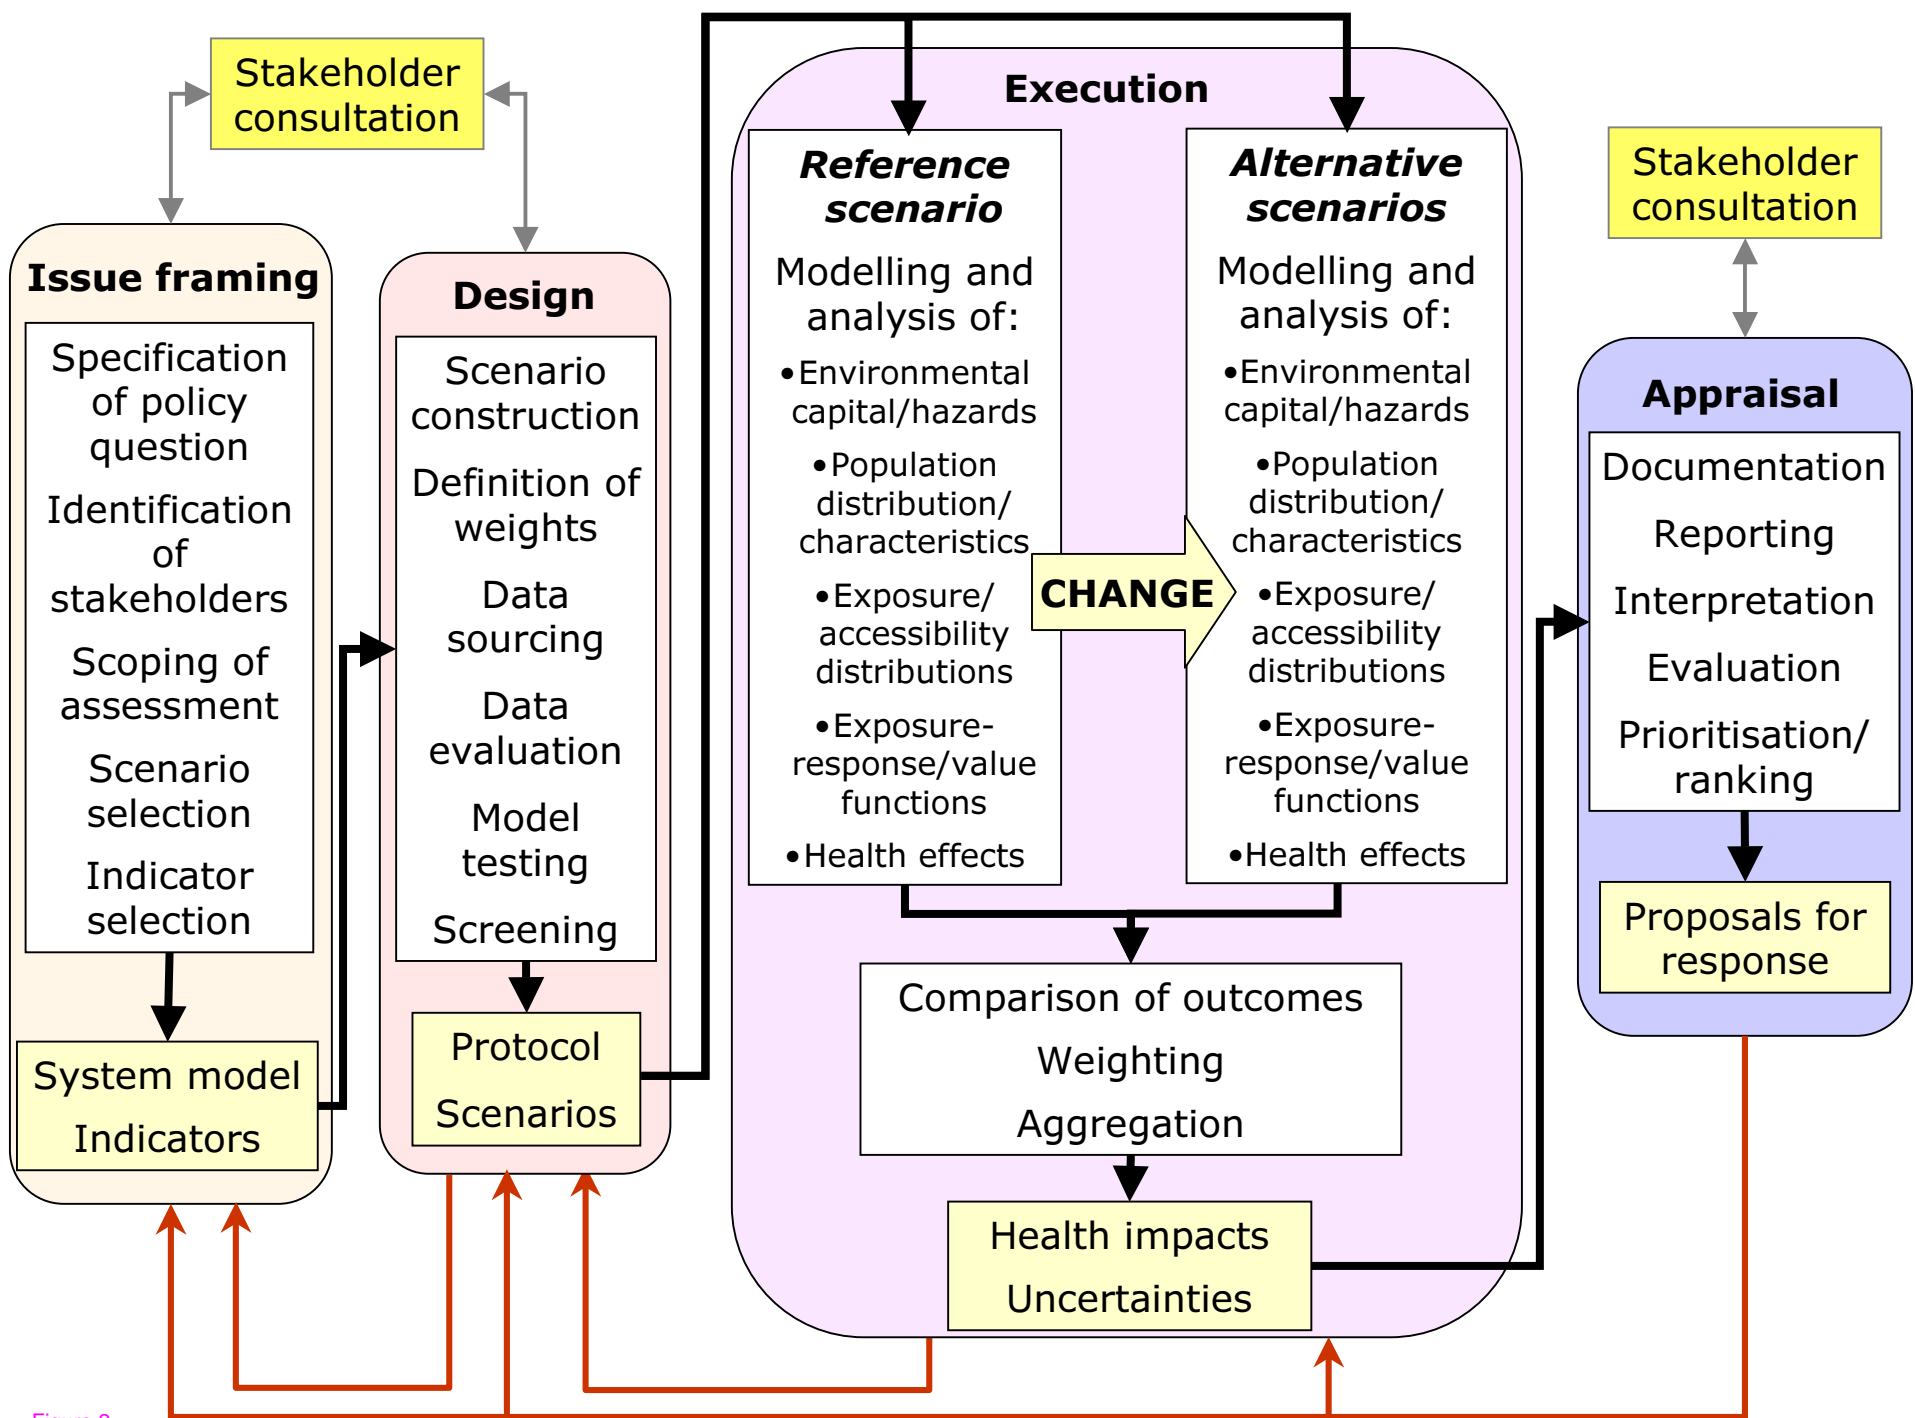 Stakeholder
consultation
Issue framing
Specification
of policy
question
Identification
of
stakeholders
Scoping of
assessment
Scenario
selection
Indicator
selection
System model
Indicators
Design
Scenario
construction
Definition of
weights
Data
sourcing
Data
evaluation
Model
testing
Screening
Protocol
Scenarios
Execution
Reference
scenario
Modelling and
analysis of:
•Environmental
capital/hazards
•Population
distribution/
characteristics
•Exposure/
accessibility
distributions
•Exposure-
response/value
functions
•Health effects
CHANGE
Alternative
scenarios
Modelling and
analysis of:
•Environmental
capital/hazards
•Population
distribution/
characteristics
•Exposure/
accessibility
distributions
•Exposure-
response/value
functions
•Health effects
Comparison of outcomes
Weighting
Aggregation
Health impacts
Uncertainties
Stakeholder
consultation
Appraisal
Documentation
Reporting
Interpretation
Evaluation
Prioritisation/
ranking
Proposals for
response
Figure